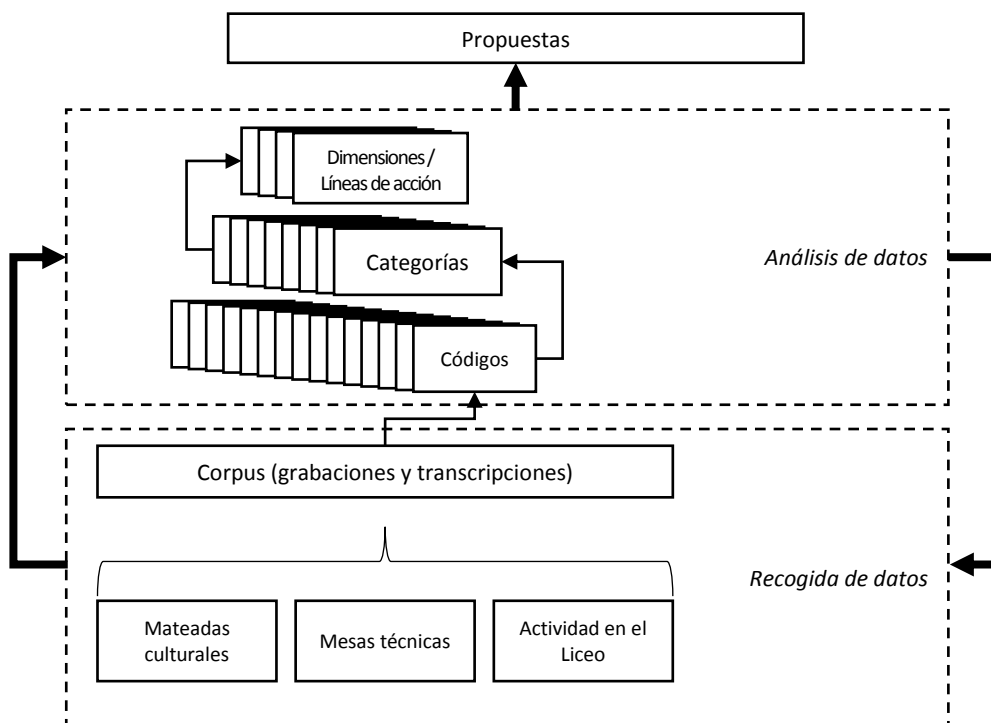 Propuestas
Dimensiones /
Líneas de acción
Categorías
Análisis de datos
Códigos
Corpus (grabaciones y transcripciones)
Recogida de datos
Mateadas
culturales
Mesas técnicas
Actividad en el
Liceo